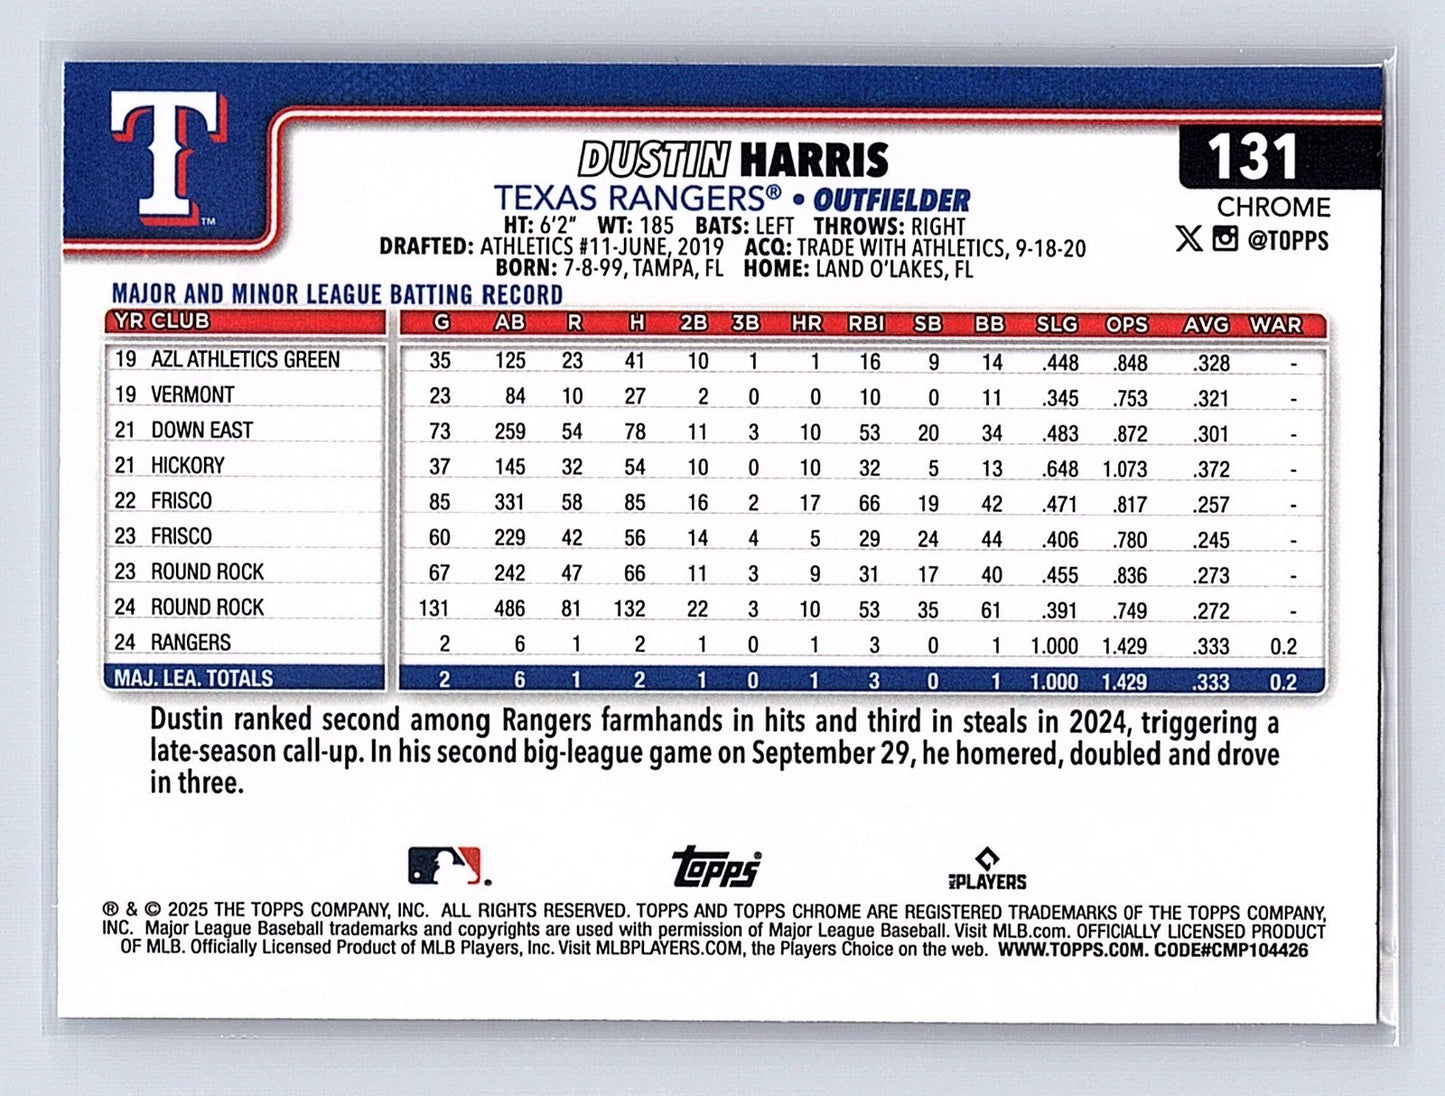 T
TM
131
DUSTIN HARRIS
CHROME
TEXAS RANGERS® • OUTFIELDER
@TOPPS
HT: 6'2" WT: 185 BATS: LEFT THROWS: RIGHT
DRAFTED: ATHLETICS #11-JUNE, 2019 ACQ: TRADE WITH ATHLETICS, 9-18-20
BORN: 7-8-99, TAMPA, FL HOME: LAND O'LAKES, FL
MAJOR AND MINOR LEAGUE BATTING RECORD
YR CLUB G AB R H 2B 3B HR RBI SB BB SLG OPS AVG WAR
19 AZL ATHLETICS GREEN 35 125 23 41 10 1 1 16 9 14 .448 .848 .328 -
19 VERMONT 23 84 10 27 2 0 0 10 0 11 .345 .753 .321 -
21 DOWN EAST 73 259 54 78 11 3 10 53 20 34 .483 .872 .301 -
21 HICKORY 37 145 32 54 10 0 10 32 5 13 .648 1.073 .372 -
22 FRISCO 85 331 58 85 16 2 17 66 19 42 .471 .817 .257 -
23 FRISCO 60 229 42 56 14 4 5 29 24 44 .406 .780 .245 -
23 ROUND ROCK 67 242 47 66 11 3 9 31 17 40 .455 .836 .273 -
24 ROUND ROCK 131 486 81 132 22 3 10 53 35 61 .391 .749 .272 -
24 RANGERS 2 6 1 2 1 0 1 3 0 1 1.000 1.429 .333 0.2
MAJ. LEA. TOTALS 2 6 1 2 1 0 1 3 0 1 1.000 1.429 .333 0.2
Dustin ranked second among Rangers farmhands in hits and third in steals in 2024, triggering a
late-season call-up. In his second big-league game on September 29, he homered, doubled and drove
in three.
Topps®
MLB PLAYERS
® & © 2025 THE TOPPS COMPANY, INC. ALL RIGHTS RESERVED. TOPPS AND TOPPS CHROME ARE REGISTERED TRADEMARKS OF THE TOPPS COMPANY,
INC. Major League Baseball trademarks and copyrights are used with permission of Major League Baseball. Visit MLB.com. OFFICIALLY LICENSED PRODUCT
OF MLB. Officially Licensed Product of MLB Players, Inc. Visit MLBPLAYERS.COM, the Players Choice on the web. WWW.TOPPS.COM. CODE#CMP104426